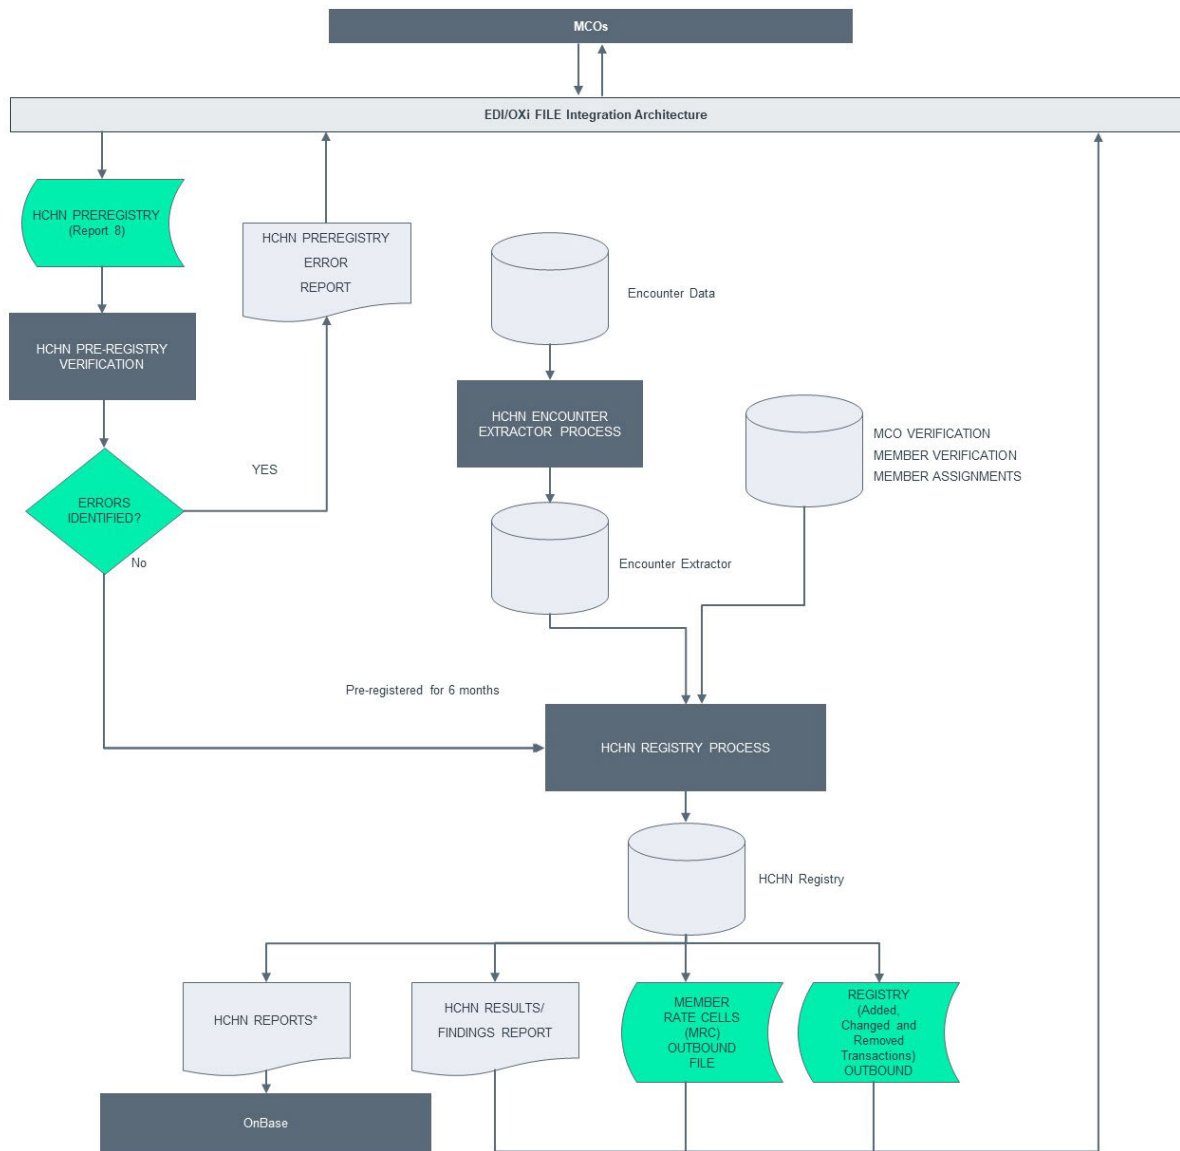 MCOs
EDI/OXi FILE Integration Architecture
HCHN PREREGISTRY
(Report 8)
HCHN PREREGISTRY
ERROR
REPORT
Encounter Data
HCHN PRE-REGISTRY
VERIFICATION
HCHN ENCOUNTER
EXTRACTOR PROCESS
MCO VERIFICATION
MEMBER VERIFICATION
MEMBER ASSIGNMENTS
YES
ERRORS
IDENTIFIED?
No
Encounter Extractor
Pre-registered for 6 months
HCHN REGISTRY PROCESS
HCHN Registry
HCHN REPORTS*
HCHN RESULTS/
FINDINGS REPORT
MEMBER
RATE CELLS
(MRC)
OUTBOUND
FILE
REGISTRY
(Added,
Changed and
Removed
Transactions)
OUTBOUND
OnBase